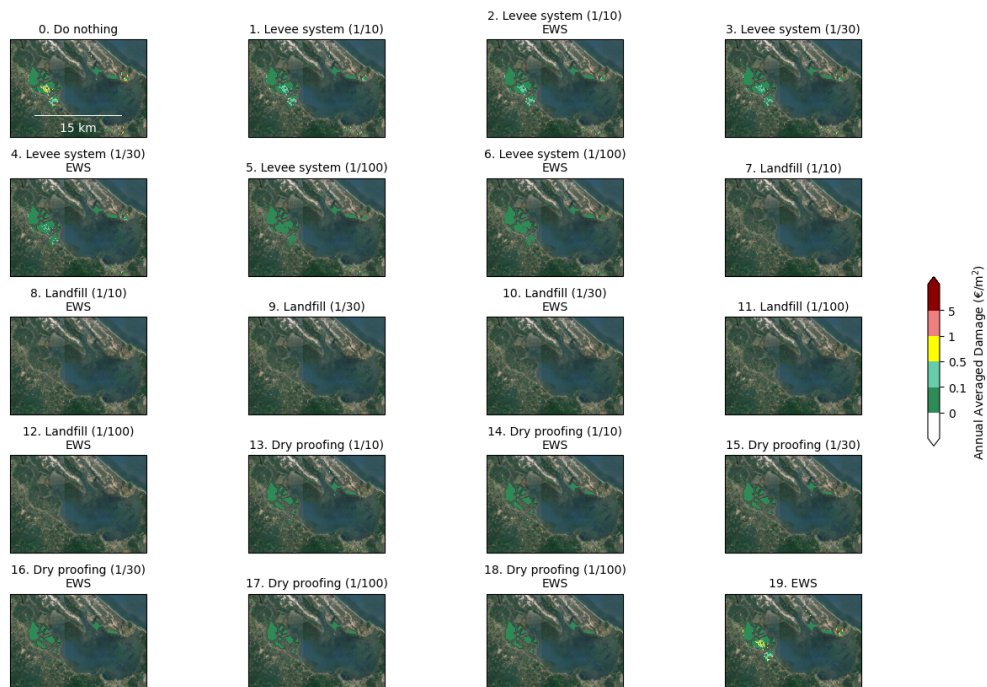 0. Do nothing
1. Levee system (1/10)
2. Levee system (1/10)
EWS
3. Levee system (1/30)
15 km
4. Levee system (1/30)
EWS
5. Levee system (1/100)
6. Levee system (1/100)
EWS
7. Landfill (1/10)
8. Landfill (1/10)
EWS
9. Landfill (1/30)
10. Landfill (1/30)
EWS
11. Landfill (1/100)
12. Landfill (1/100)
EWS
13. Dry proofing (1/10)
14. Dry proofing (1/10)
EWS
15. Dry proofing (1/30)
16. Dry proofing (1/30)
EWS
17. Dry proofing (1/100)
18. Dry proofing (1/100)
EWS
19. EWS
5
1
0.5
0.1
0
Annual Averaged Damage (€/m²)